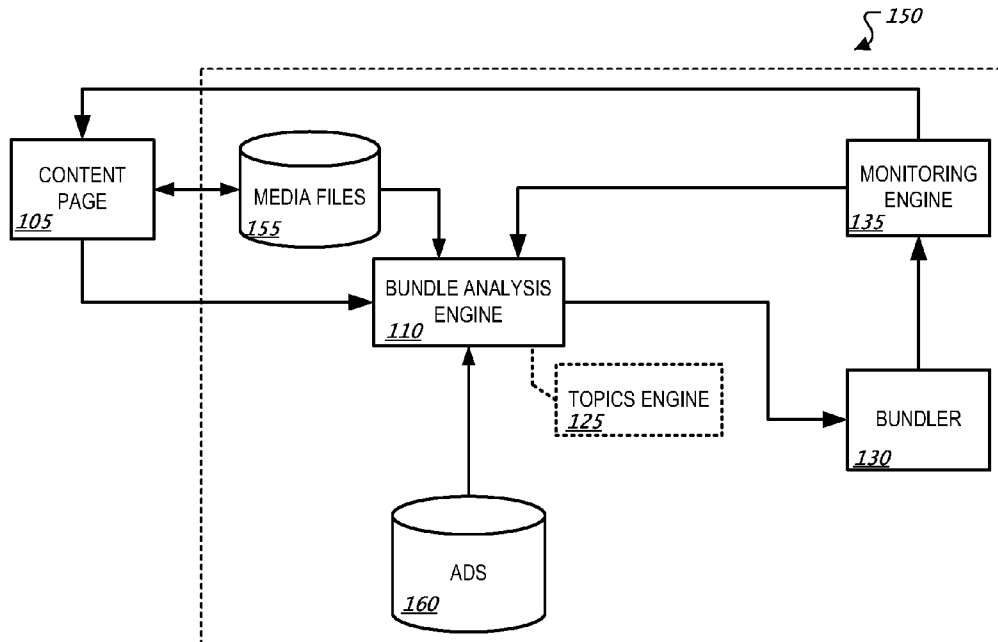 150
CONTENT
PAGE
105
MEDIA FILES
155
MONITORING
ENGINE
135
BUNDLE ANALYSIS
ENGINE
110
TOPICS ENGINE
125
BUNDLER
130
ADS
160